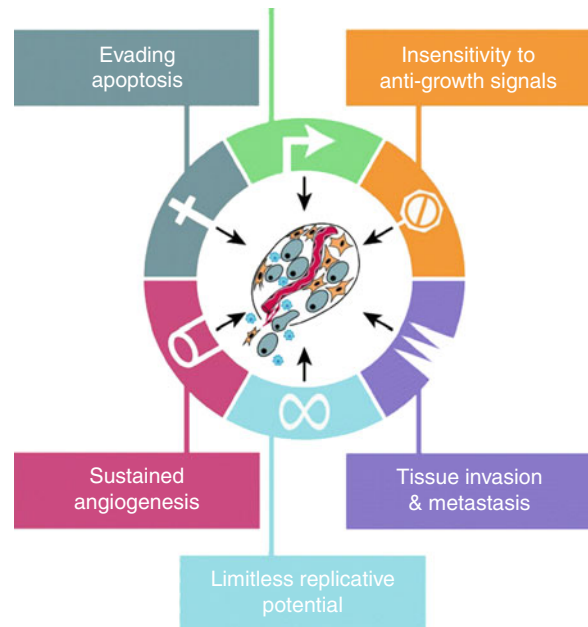 Evading
apoptosis
Insensitivity to
anti-growth signals
Sustained
angiogenesis
Tissue invasion
& metastasis
Limitless replicative
potential